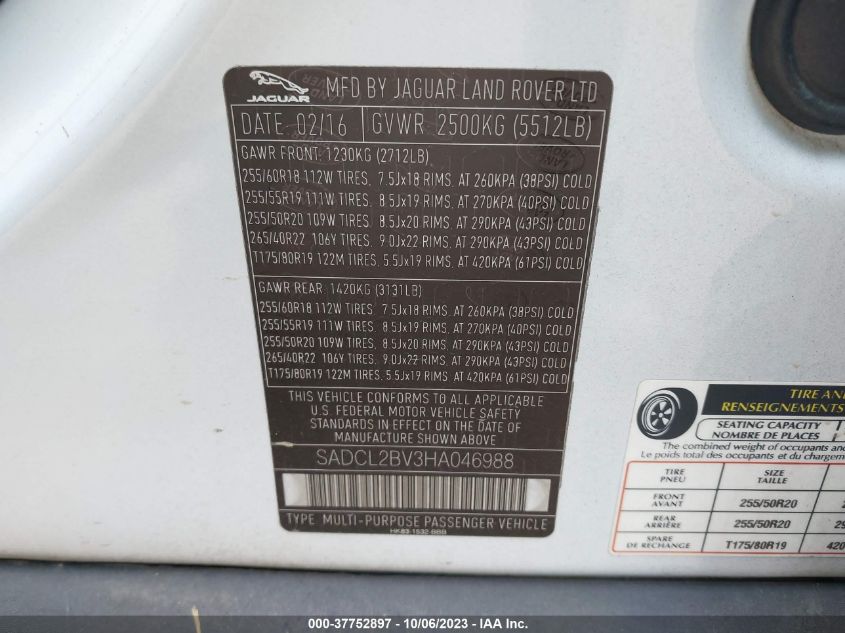 JAGUAR MFD BY JAGUAR LAND ROVER LTD
DATE 02/16 GVWR 2500KG (5512LB)
GAWR FRONT: 1230KG (2712LB)
255/60R18 112W TIRES, 7.5Jx18 RIMS, AT 260KPA (38PSI) COLD
255/55R19 111W TIRES, 8.5Jx19 RIMS, AT 270KPA (40PSI) COLD
255/50R20 109W TIRES, 8.5Jx20 RIMS, AT 290KPA (43PSI) COLD
265/40R22 106Y TIRES, 9.0Jx22 RIMS, AT 290KPA (43PSI) COLD
T175/80R19 122M TIRES, 5.5Jx19 RIMS, AT 420KPA (61PSI) COLD
GAWR REAR: 1420KG (3131LB)
255/60R18 112W TIRES, 7.5Jx18 RIMS, AT 260KPA (38PSI) COLD
255/55R19 111W TIRES, 8.5Jx19 RIMS, AT 270KPA (40PSI) COLD
255/50R20 109W TIRES, 8.5Jx20 RIMS, AT 290KPA (43PSI) COLD
265/40R22 106Y TIRES, 9.0Jx22 RIMS, AT 290KPA (43PSI) COLD
T175/80R19 122M TIRES, 5.5Jx19 RIMS, AT 420KPA (61PSI) COLD
THIS VEHICLE CONFORMS TO ALL APPLICABLE
U.S. FEDERAL MOTOR VEHICLE SAFETY
STANDARDS IN EFFECT ON THE DATE OF
MANUFACTURE SHOWN ABOVE
SADCL2BV3HA046988
TYPE: MULTI-PURPOSE PASSENGER VEHICLE
HK83-1532-BBB
TIRE AND
RENSEIGNEMENTS
SEATING CAPACITY
NOMBRE DE PLACES
The combined weight of occupants and
Le poids total des occupants et du chargem
TIRE SIZE
PNEU TAILLE
FRONT
AVANT 255/50R20
REAR
ARRIÈRE 255/50R20
SPARE
DE RECHANGE T175/80R19 420
000-37752897 - 10/06/2023 - IAA Inc.